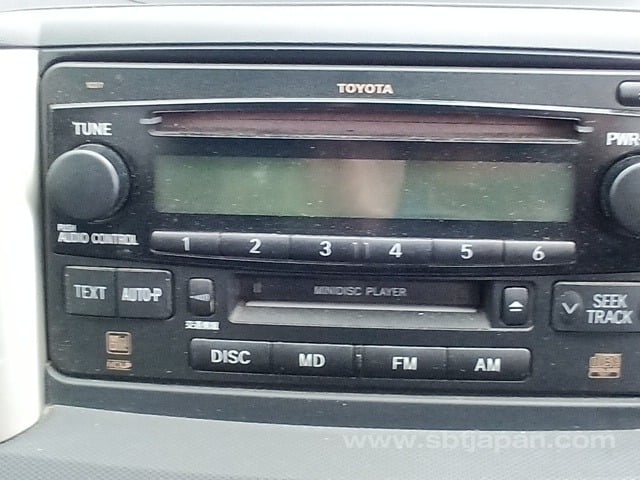 TOYOTA
TUNE
PWR
PUSH
AUDIO CONTROL
1 2 3 4 5 6
TEXT AUTO·P
MINIDISC PLAYER
SEEK
TRACK
DISC MD FM AM
www.sbtjapan.com